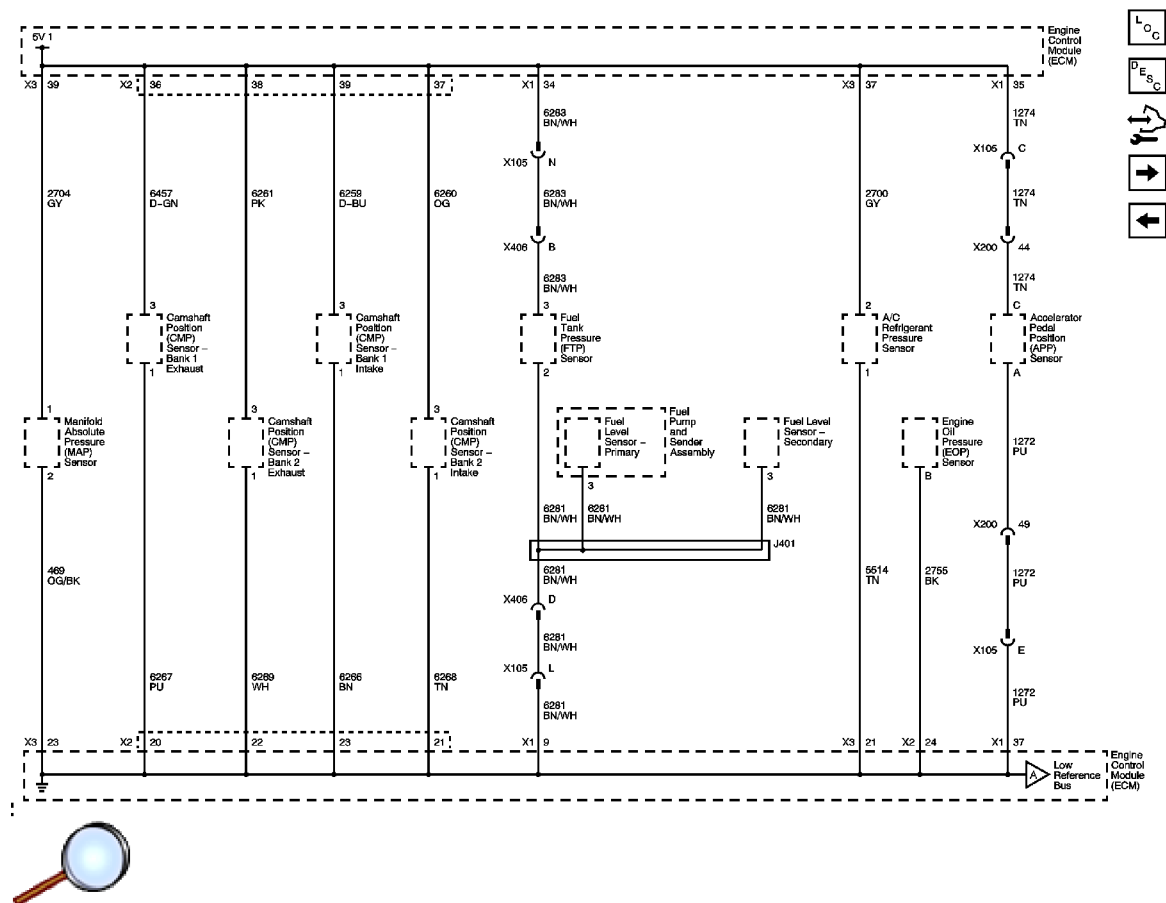 5V 1
Engine
Control
Module
(ECM)
X3 39
X2 36
38
39
37
X1 34
X3 37
X1 35
6283
BN/WH
1274
TN
X105 N
X105 C
2704
GY
6457
D-GN
6261
PK
6259
D-BU
6260
OG
6283
BN/WH
2700
GY
1274
TN
X406 B
X200 44
6283
BN/WH
1274
TN
3
3
3
2
C
Camshaft
Position
(CMP)
Sensor –
Bank 1
Exhaust
Camshaft
Position
(CMP)
Sensor –
Bank 1
Intake
Fuel
Tank
Pressure
(FTP)
Sensor
A/C
Refrigerant
Pressure
Sensor
Accelerator
Pedal
Position
(APP)
Sensor
1
1
2
1
A
1
3
3
Manifold
Absolute
Pressure
(MAP)
Sensor
Camshaft
Position
(CMP)
Sensor –
Bank 2
Exhaust
Camshaft
Position
(CMP)
Sensor –
Bank 2
Intake
Fuel
Level
Sensor –
Primary
Fuel
Pump
and
Sender
Assembly
Fuel Level
Sensor –
Secondary
Engine
Oil
Pressure
(EOP)
Sensor
1272
PU
2
1
1
3
3
B
6281
BN/WH
6281
BN/WH
6281
BN/WH
X200 49
J401
469
OG/BK
6281
BN/WH
5514
TN
2755
BK
1272
PU
X406 D
6281
BN/WH
X105 E
X105 L
6267
PU
6269
WH
6266
BN
6268
TN
6281
BN/WH
1272
PU
X3 23
X2 20
22
23
21
X1 9
X3 21
X2 24
X1 37
A
Low
Reference
Bus
Engine
Control
Module
(ECM)
L O C
D E S C